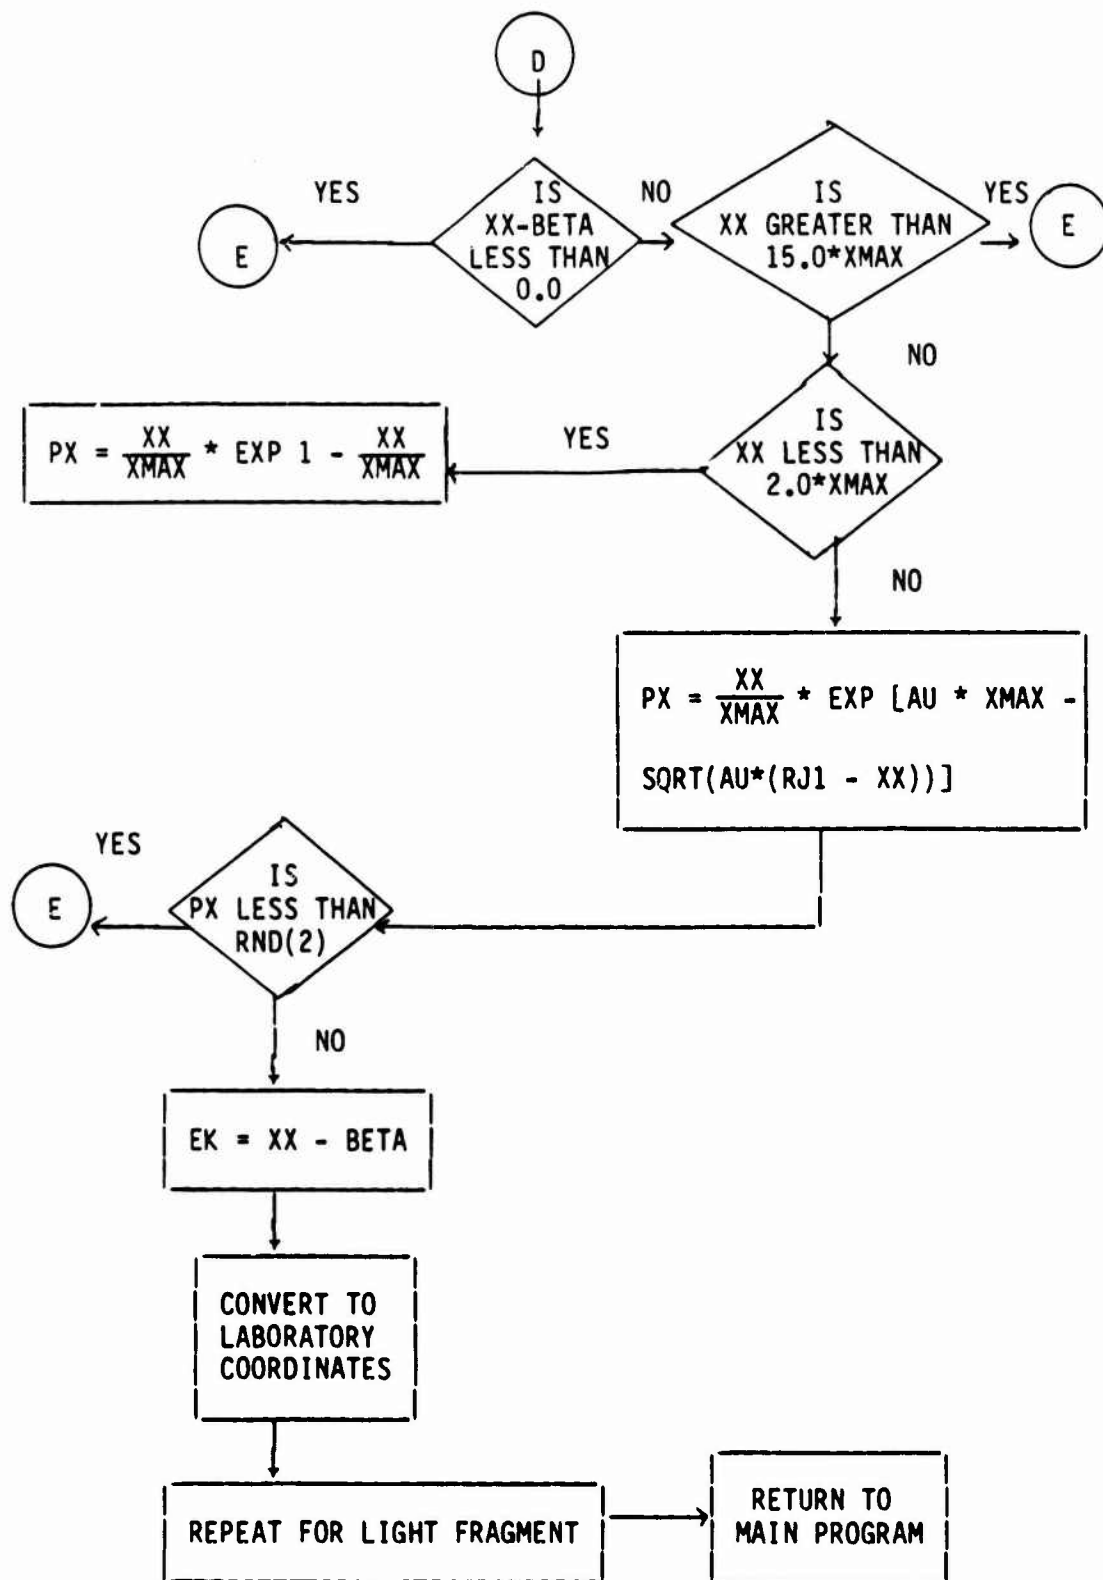 D
YES
IS
XX-BETA
LESS THAN
0.0
NO
IS
XX GREATER THAN
15.0*XMAX
YES
E
E
NO
PX = XX/XMAX * EXP 1 - XX/XMAX
YES
IS
XX LESS THAN
2.0*XMAX
NO
PX = XX/XMAX * EXP [AU * XMAX -
SQRT(AU*(RJ1 - XX))]
YES
E
IS
PX LESS THAN
RND(2)
NO
EK = XX - BETA
CONVERT TO
LABORATORY
COORDINATES
REPEAT FOR LIGHT FRAGMENT
RETURN TO
MAIN PROGRAM